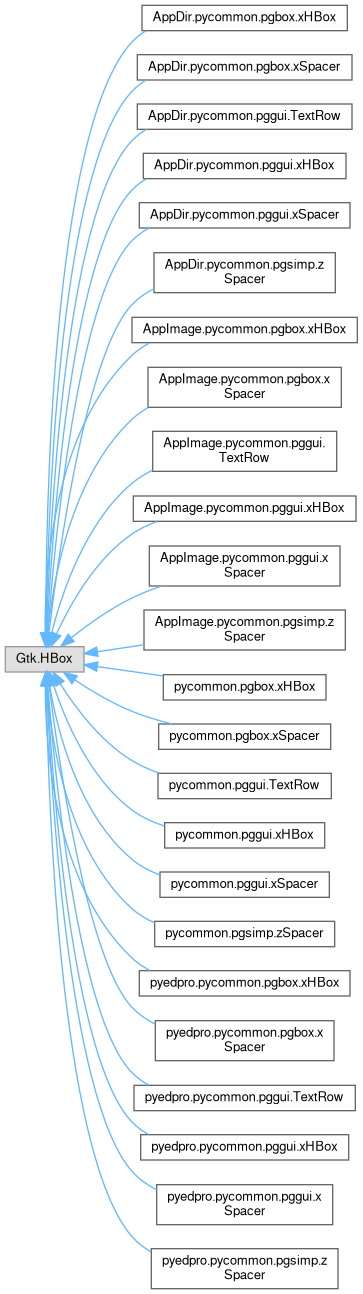 AppDir.pycommon.pgbox.xHBox
AppDir.pycommon.pgbox.xSpacer
AppDir.pycommon.pggui.TextRow
AppDir.pycommon.pggui.xHBox
AppDir.pycommon.pggui.xSpacer
AppDir.pycommon.pgsimp.z
Spacer
AppImage.pycommon.pgbox.xHBox
AppImage.pycommon.pgbox.x
Spacer
AppImage.pycommon.pggui.
TextRow
AppImage.pycommon.pggui.xHBox
AppImage.pycommon.pggui.x
Spacer
AppImage.pycommon.pgsimp.z
Spacer
Gtk.HBox
pycommon.pgbox.xHBox
pycommon.pgbox.xSpacer
pycommon.pggui.TextRow
pycommon.pggui.xHBox
pycommon.pggui.xSpacer
pycommon.pgsimp.zSpacer
pyedpro.pycommon.pgbox.xHBox
pyedpro.pycommon.pgbox.x
Spacer
pyedpro.pycommon.pggui.TextRow
pyedpro.pycommon.pggui.xHBox
pyedpro.pycommon.pggui.x
Spacer
pyedpro.pycommon.pgsimp.z
Spacer